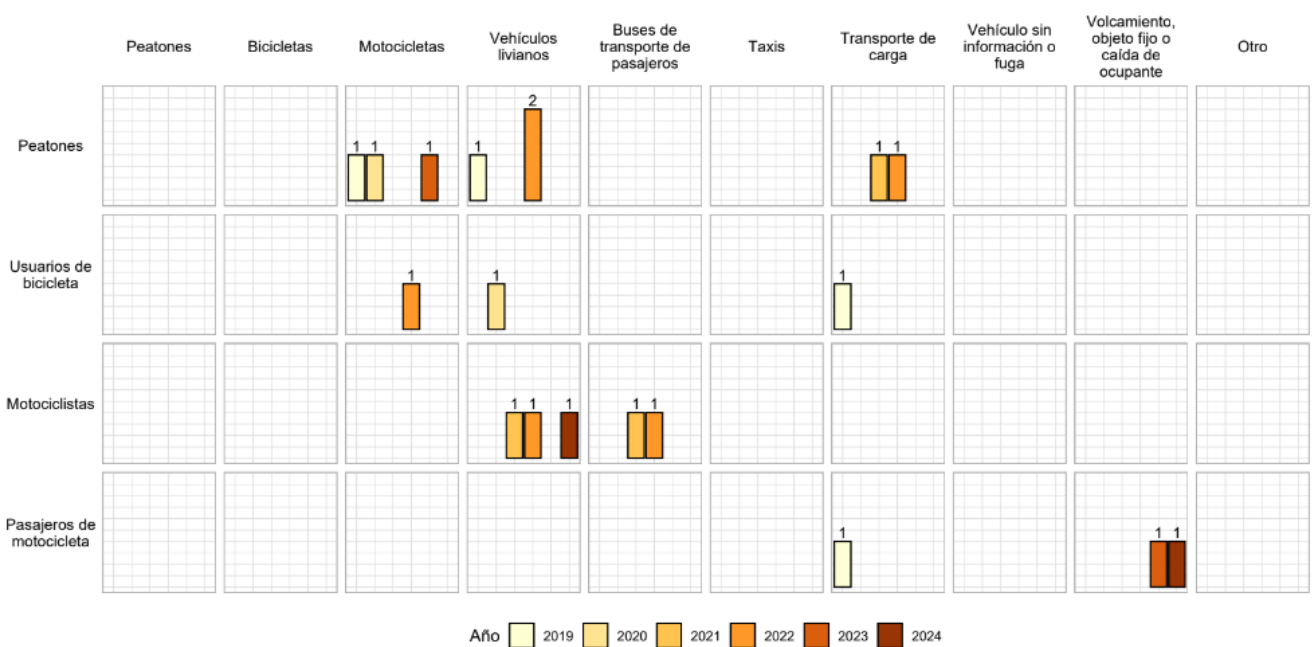 Peatones
Bicicletas
Motocicletas
Vehículos
livianos
Buses de
transporte de
pasajeros
Taxis
Transporte de
carga
Vehículo sin
información o
fuga
Volcamiento,
objeto fijo o
caída de
ocupante
Otro
Peatones
1 1 1 1 2 1 1
Usuarios de
bicicleta
1 1 1
Motociclistas
1 1 1 1 1
Pasajeros de
motocicleta
1 1 1
Año 2019 2020 2021 2022 2023 2024